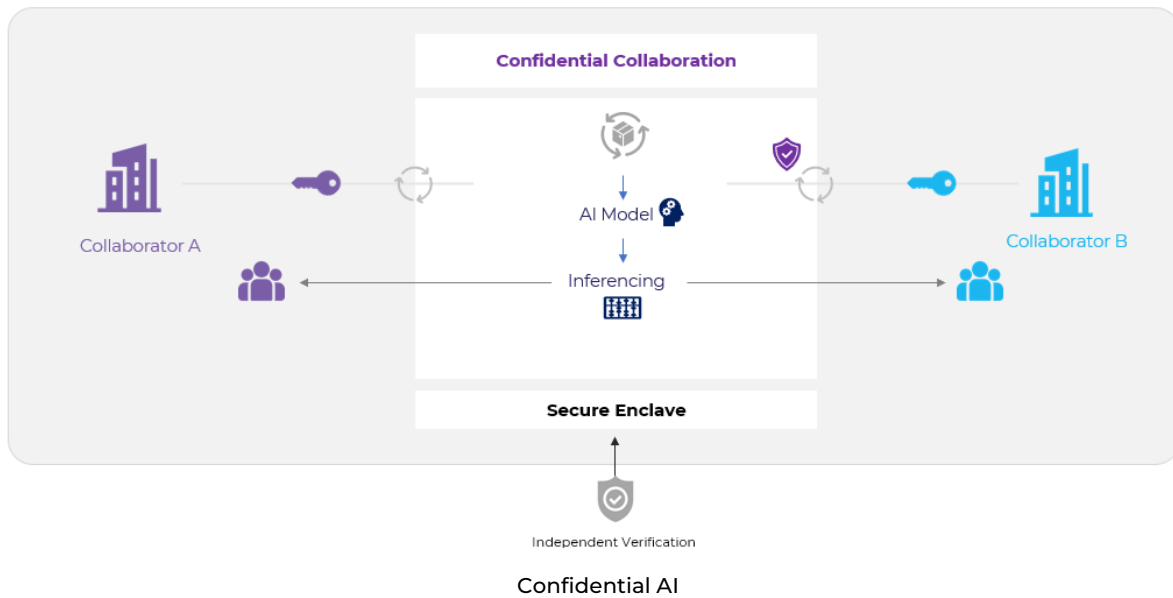 Confidential Collaboration
Collaborator A
AI Model
Collaborator B
Inferencing
Secure Enclave
Independent Verification
Confidential AI